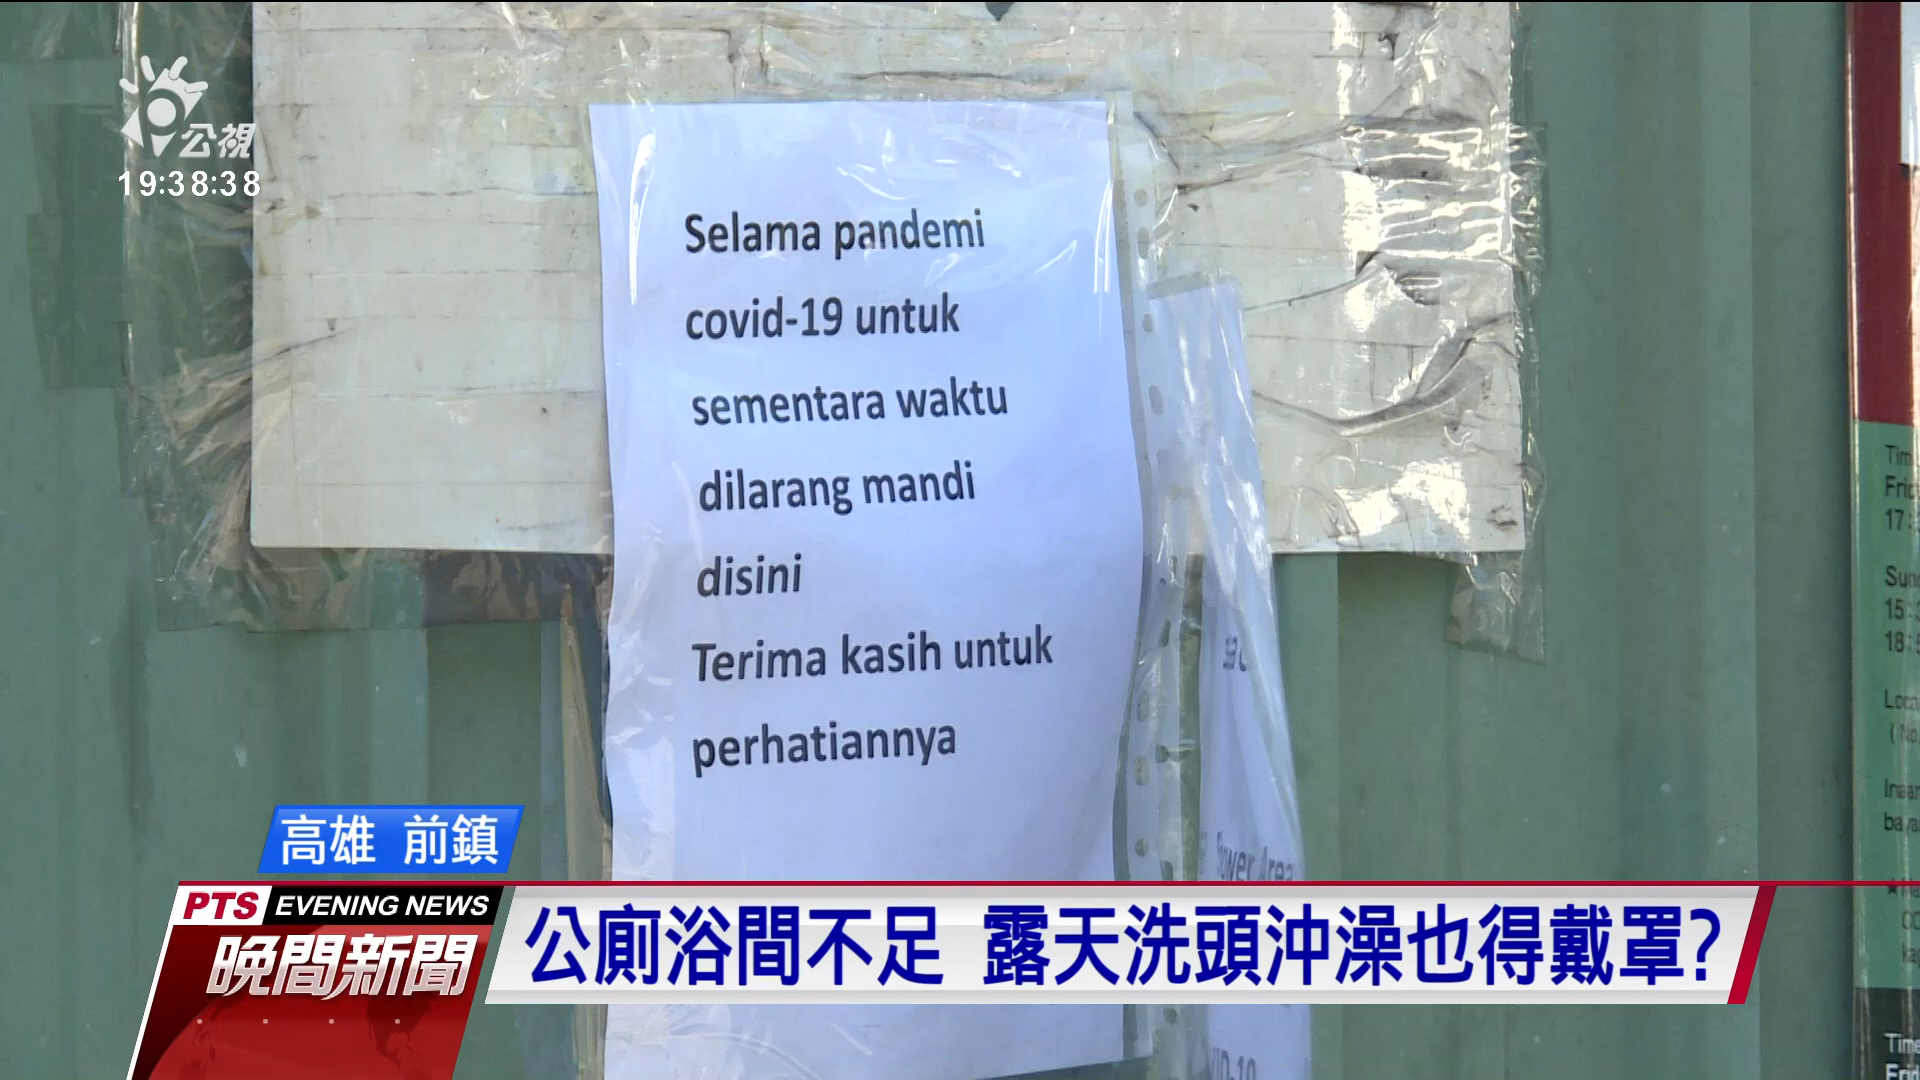 公視
19:38:38
Selama pandemi
covid-19 untuk
sementara waktu
dilarang mandi
disini
Terima kasih untuk
perhatiannya
Area
高雄 前鎮
PTS EVENING NEWS
晚間新聞
公廁浴間不足 露天洗頭沖澡也得戴罩?